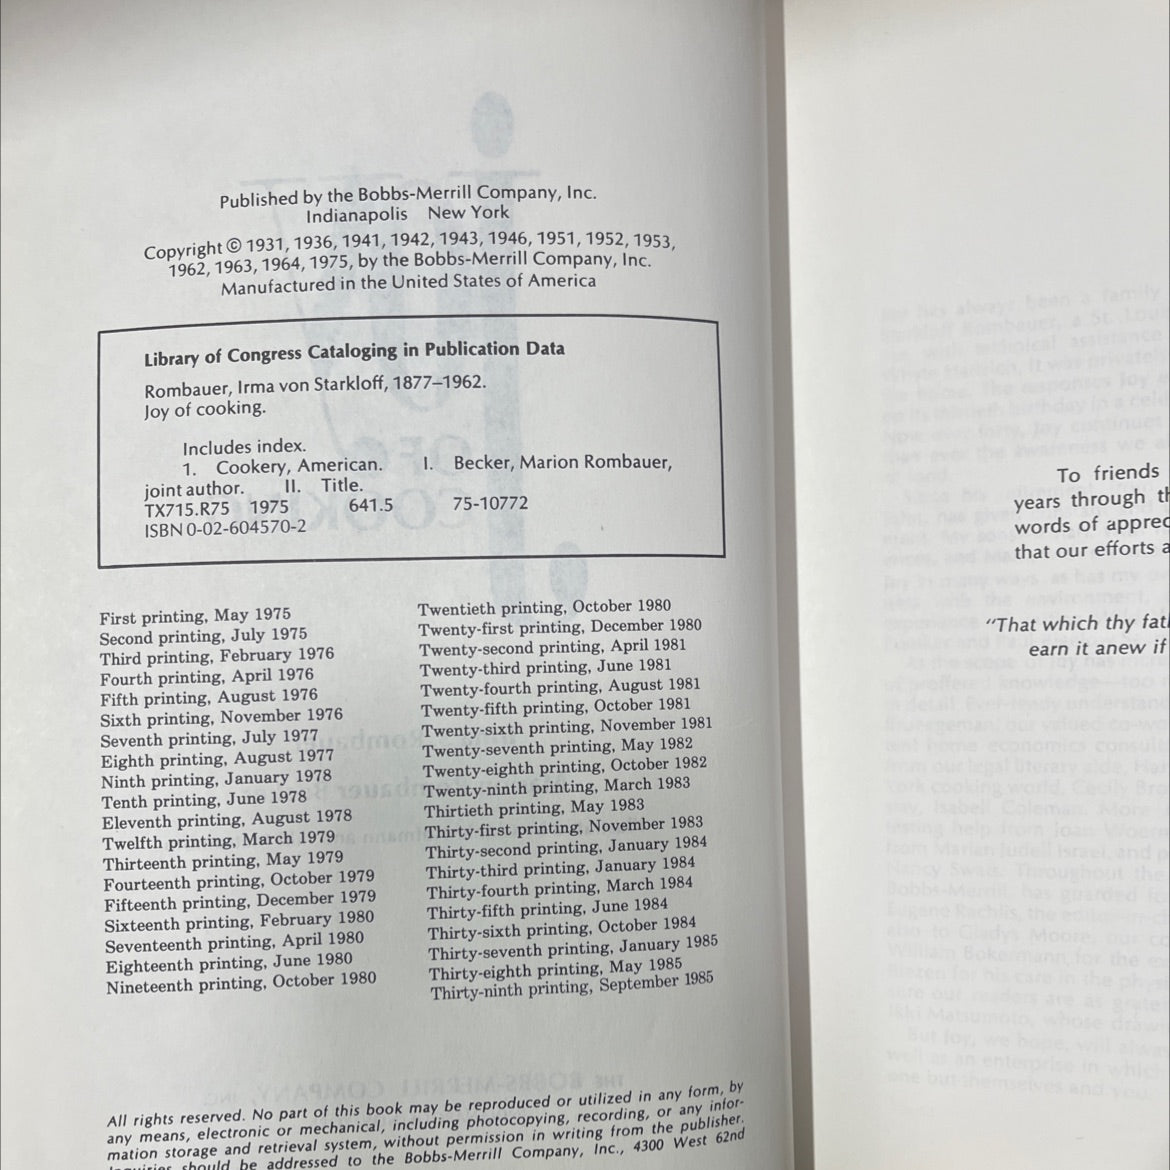 Published by the Bobbs-Merrill Company, Inc.
Indianapolis New York
Copyright © 1931, 1936, 1941, 1942, 1943, 1946, 1951, 1952, 1953,
1962, 1963, 1964, 1975, by the Bobbs-Merrill Company, Inc.
Manufactured in the United States of America
Library of Congress Cataloging in Publication Data
Rombauer, Irma von Starkloff, 1877–1962.
Joy of cooking.
Includes index.
1. Cookery, American. I. Becker, Marion Rombauer,
joint author. II. Title.
TX715.R75 1975 641.5 75-10772
ISBN 0-02-604570-2
First printing, May 1975
Second printing, July 1975
Third printing, February 1976
Fourth printing, April 1976
Fifth printing, August 1976
Sixth printing, November 1976
Seventh printing, July 1977
Eighth printing, August 1977
Ninth printing, January 1978
Tenth printing, June 1978
Eleventh printing, August 1978
Twelfth printing, March 1979
Thirteenth printing, May 1979
Fourteenth printing, October 1979
Fifteenth printing, December 1979
Sixteenth printing, February 1980
Seventeenth printing, April 1980
Eighteenth printing, June 1980
Nineteenth printing, October 1980
Twentieth printing, October 1980
Twenty-first printing, December 1980
Twenty-second printing, April 1981
Twenty-third printing, June 1981
Twenty-fourth printing, August 1981
Twenty-fifth printing, October 1981
Twenty-sixth printing, November 1981
Twenty-seventh printing, May 1982
Twenty-eighth printing, October 1982
Twenty-ninth printing, March 1983
Thirtieth printing, May 1983
Thirty-first printing, November 1983
Thirty-second printing, January 1984
Thirty-third printing, January 1984
Thirty-fourth printing, March 1984
Thirty-fifth printing, June 1984
Thirty-sixth printing, October 1984
Thirty-seventh printing, January 1985
Thirty-eighth printing, May 1985
Thirty-ninth printing, September 1985
All rights reserved. No part of this book may be reproduced or utilized in any form, by
any means, electronic or mechanical, including photocopying, recording, or any infor-
mation storage and retrieval system, without permission in writing from the publisher.
should be addressed to the Bobbs-Merrill Company, Inc., 4300 West 62nd
To friends
years through th
words of apprec
that our efforts a
"That which thy fat
earn it anew if